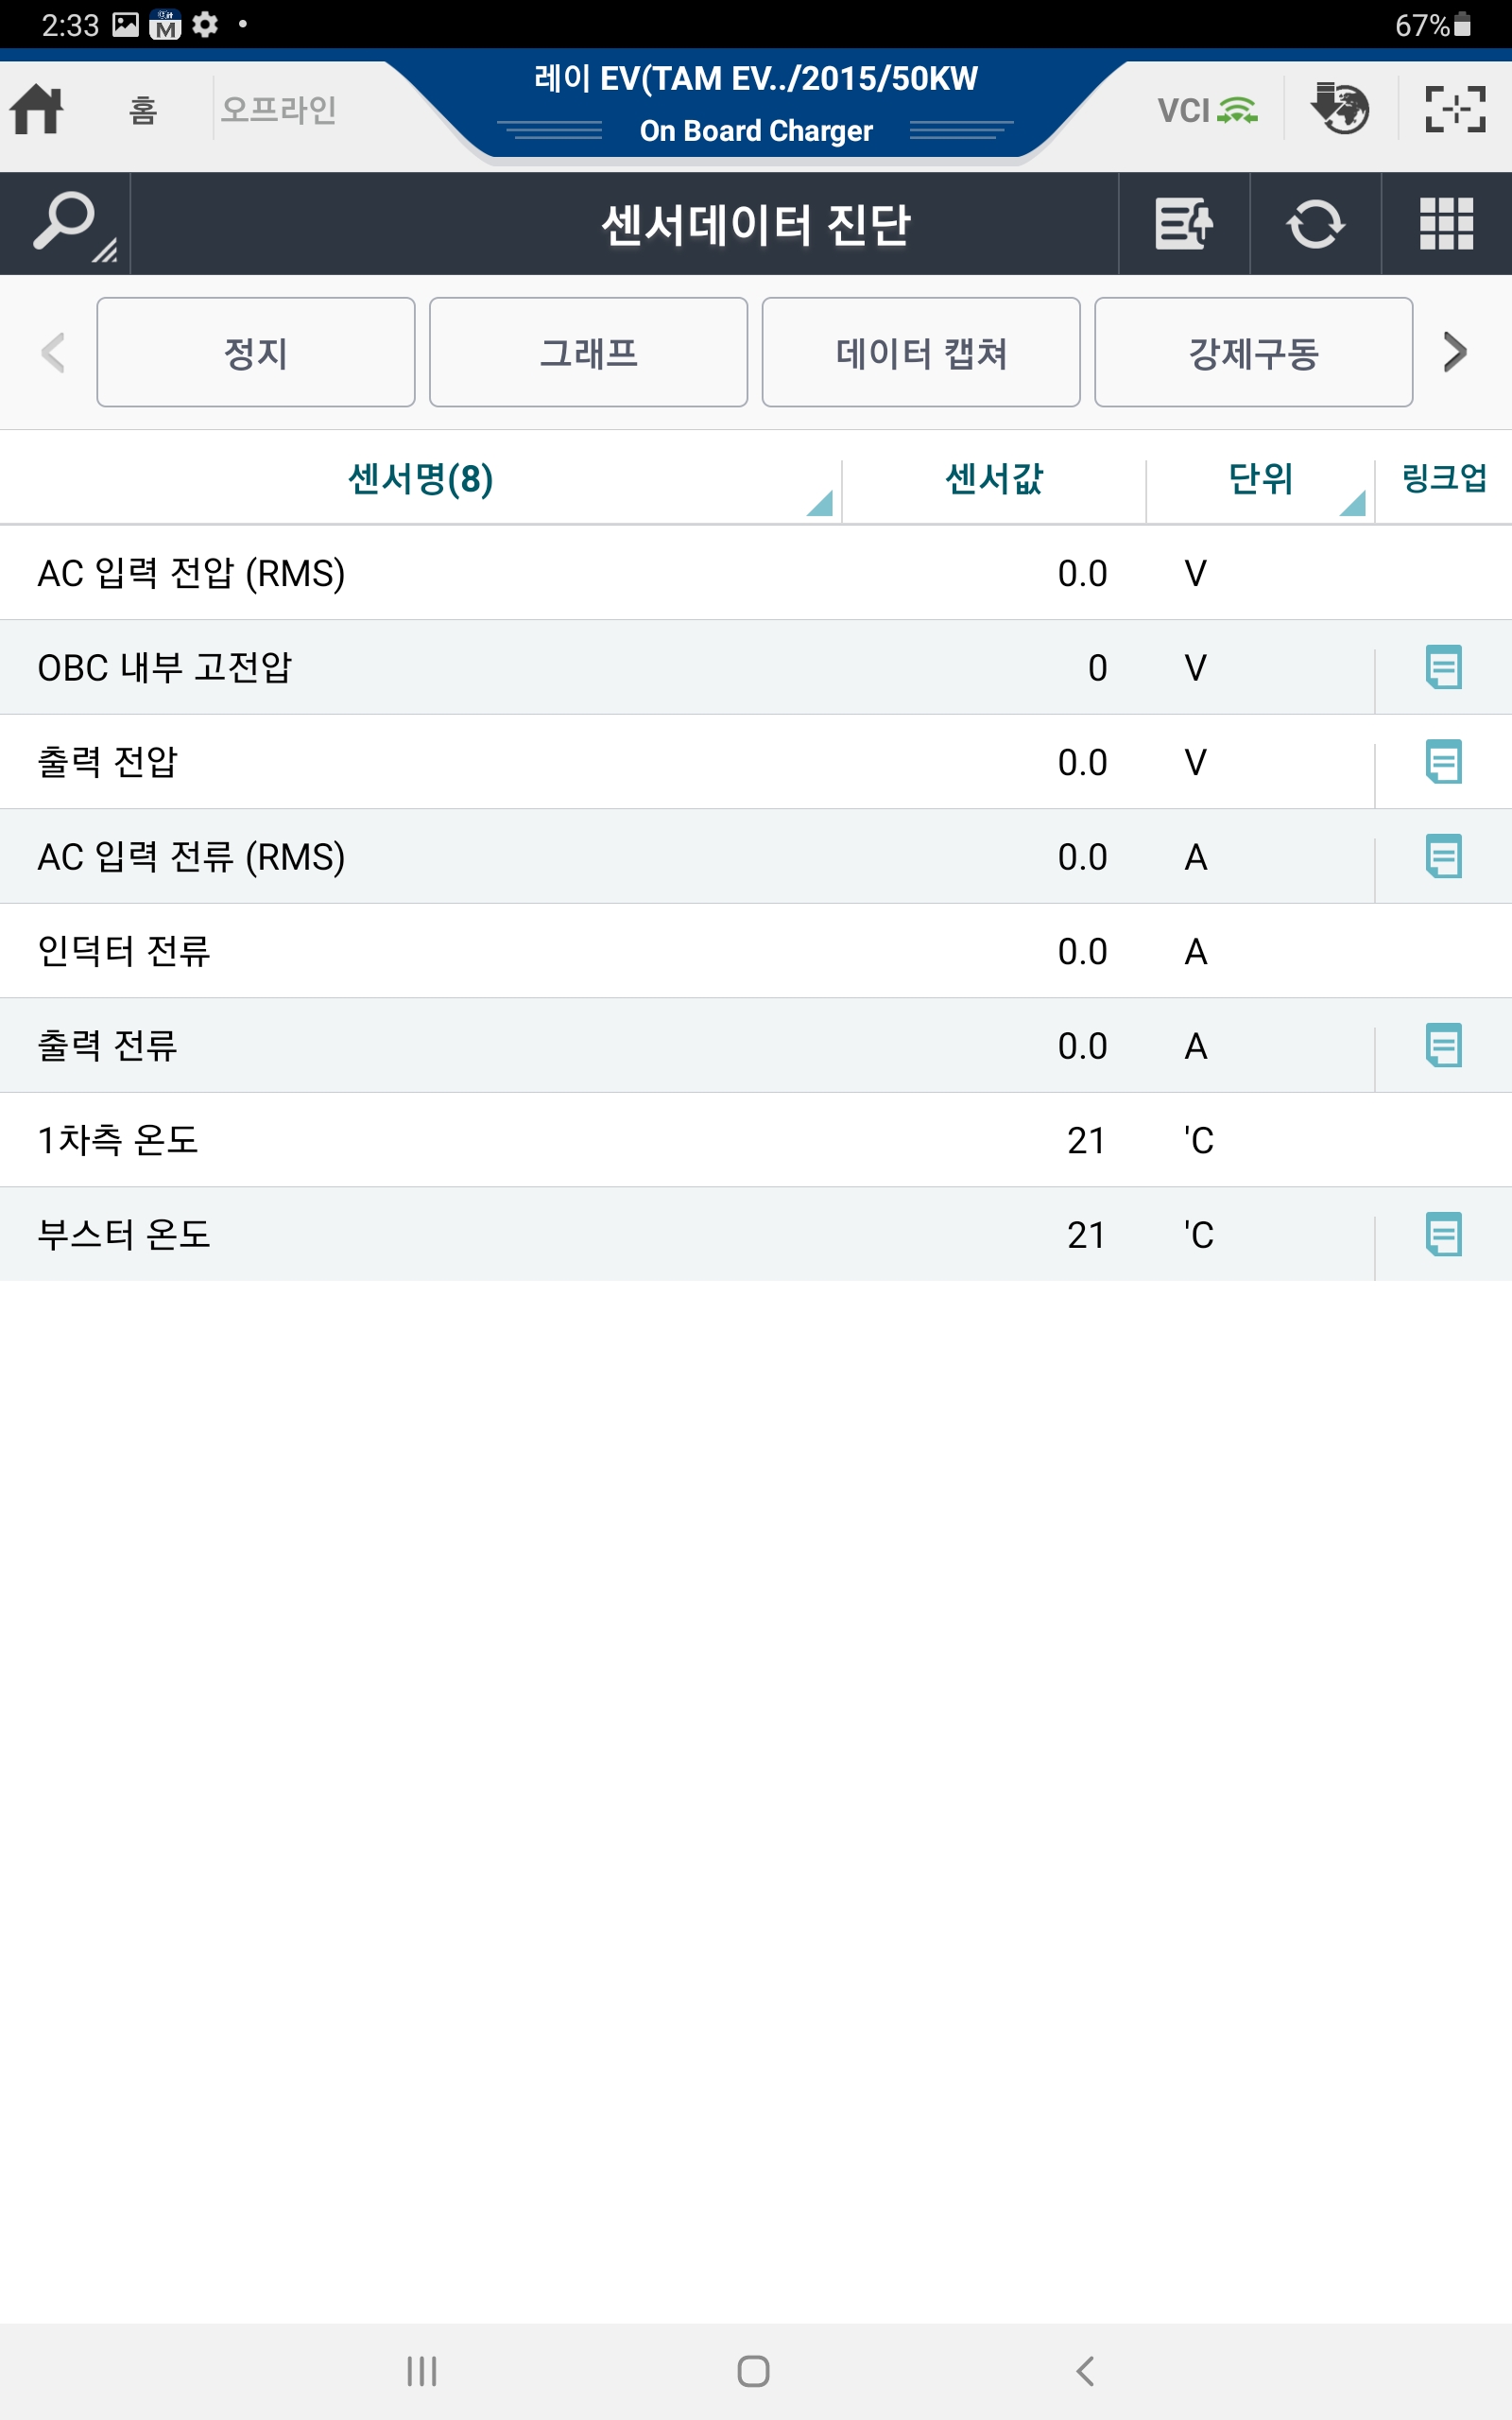 2:33
67%
레이 EV(TAM EV../2015/50KW
홈 오프라인 On Board Charger VCI
센서데이터 진단
정지 그래프 데이터 캡쳐 강제구동
센서명(8) 센서값 단위 링크업
AC 입력 전압 (RMS) 0.0 V
OBC 내부 고전압 0 V
출력 전압 0.0 V
AC 입력 전류 (RMS) 0.0 A
인덕터 전류 0.0 A
출력 전류 0.0 A
1차측 온도 21 'C
부스터 온도 21 'C